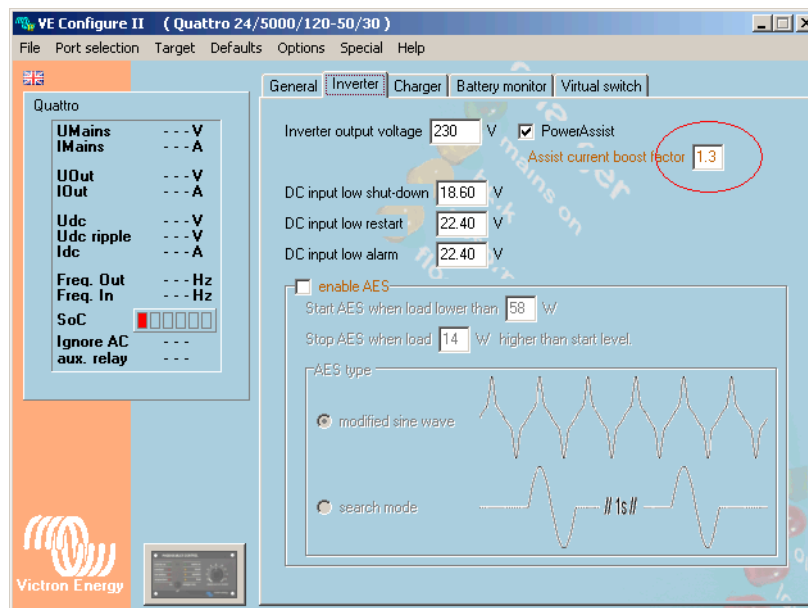 VE Configure II ( Quattro 24/5000/120-50/30 )
File Port selection Target Defaults Options Special Help
General Inverter Charger Battery monitor Virtual switch
Quattro
UMains - - - V
IMains - - - A
UOut - - - V
IOut - - - A
Udc - - - V
Udc ripple - - - V
Idc - - - A
Freq. Out - - - Hz
Freq. In - - - Hz
SoC
Ignore AC - - -
aux. relay - - -
Inverter output voltage 230 V PowerAssist
Assist current boost factor 1.3
DC input low shut-down 18.60 V
DC input low restart 22.40 V
DC input low alarm 22.40 V
enable AES
Start AES when load lower than 58 W
Stop AES when load 14 W higher than start level.
AES type
modified sine wave
search mode
// 1s //
Victron Energy